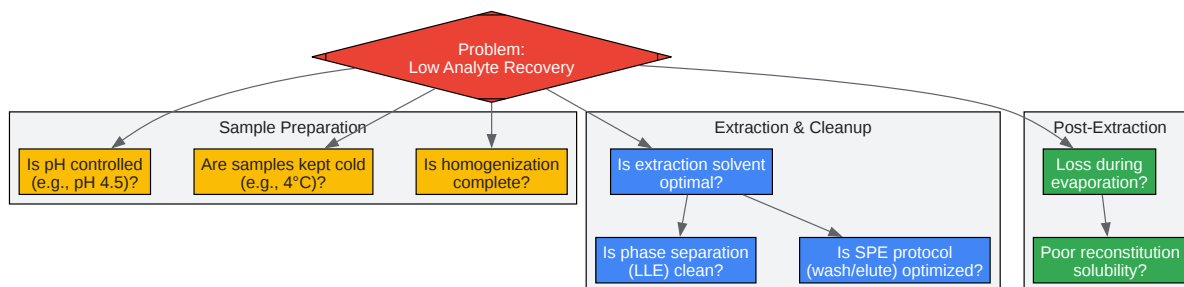 Problem:
Low Analyte Recovery
Sample Preparation
Extraction & Cleanup
Post-Extraction
Is pH controlled
(e.g., pH 4.5)?
Are samples kept cold
(e.g., 4°C)?
Is homogenization
complete?
Is extraction solvent
optimal?
Loss during
evaporation?
Is phase separation
(LLE) clean?
Is SPE protocol
(wash/elute) optimized?
Poor reconstitution
solubility?